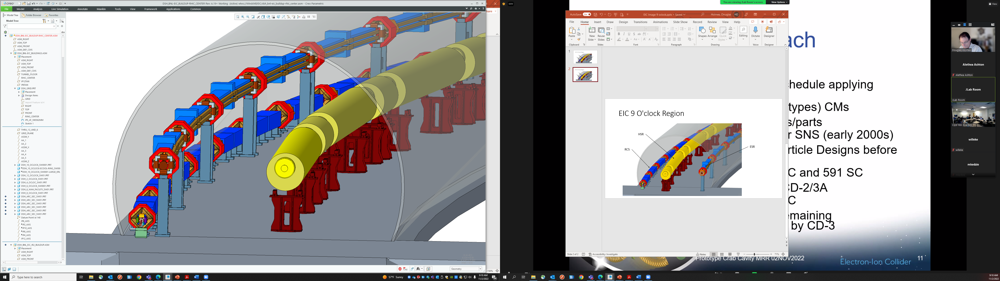 creo
DSH_BNL-EIC_BUILDUP-RHIC_CENTER Rev: A.19+ Working (Active) wtws://Windchill/EIC/dsh_bnl-eic_buildup-rhic_center.asm - Creo Parametric
File Model Analysis Live Simulation Annotate Manikin Tools View Framework Applications Common
Model Tree Folder Browser Favorites
Model Tree
DSH_BNL-EIC_BUILDUP-RHIC_CENTER.ASM
ASM_RIGHT
ASM_TOP
ASM_FRONT
ASM_DEF_CSYS
DSH_BNL-EIC_BUILDINGS.ASM
Placement
ASM_RIGHT
ASM_TOP
ASM_FRONT
ASM_DEF_CSYS
TUNNEL_FLOOR
RHIC_CENTER
IP12TAN
IP6TAN
DSH_GRID.PRT
Placement
Design Items
GRID
Import Feature id 4
RIGHT
TOP
FRONT
RING_CENTER
IP5_AT_590582MM
Sketch 1
THRU_12_AND_6
GRID_PLANE
ASSM_Y
AA_1
AA_2
ASSM_X
AA_3
AA_4
AA_5
ASSM_Z
DSH_10_OCLOCK_SW0001.PRT
DSH_10_OCLOCK-ECOOL-RING_SW00
DSH_10_OCLOCK_SW0001-LARGE_ERL
DSH_12_OCLOCK_SW01.PRT
DSH_2_OCLOCK_SW01.PRT
DSH_4_OCLOC_SW01.PRT
DSH_6_OCLOCK_SW0001.PRT
DSH_6_WAH_FACILITY_SW01.PRT
DSH_8_OCLOCK_SW01.PRT
DSH_ARC_SEC_SW01.PRT
DSH_ARC_SEC_SW01.PRT
DSH_ARC_SEC_SW01.PRT
DSH_ARC_SEC_SW01.PRT
DSH_ARC_SEC_SW01.PRT
DSH_ARC_SEC_SW01.PRT
Datum Point id 148
IP6_AXIS
IP2_AXIS
IP10_AXIS
IP8_AXIS
IP4_AXIS
IP12_AXIS
DSH_BNL_EIC_IR2_BUILDUP.ASM
Placement
ASM_RIGHT
ASM_TOP
ASM_FRONT
Geometry
Type here to search
57°F Sunny
9:10 AM
11/2/2022
hare
150%
GOV
You are viewing JLab Room's screen View Options
View
AutoSave On EIC Image 9 oclock.pptx • Saved Holmes, Douglas HD
File Home Insert Draw Design Transitions Animations Slide Show Record Review View Help
Paste New Slide Reuse Slides Shapes Arrange Quick Styles Editing Dictate Designer
Clipboard Slides Font Paragraph Drawing Voice Designer
1
2
EIC 9 O'clock Region
HSR
RCS
ESR
Slide 2 of 2 Accessibility: Investigate Notes 71%
ach
hedule applying
types) CMs
s/parts
r SNS (early 2000s)
rticle Designs before
C and 591 SC
CD-2/3A
C
emaining
by CD-3
Prototype Crab Cavity MRR 02NOV2022
Electron-Ion Collider
11
Douglas Holmes
Alethea Ashton
Alethea Ashton
JLab Room
JLab Room
Conf Rm 324/325
willeke
willeke
mkedzie
9:10 AM
11/2/2022